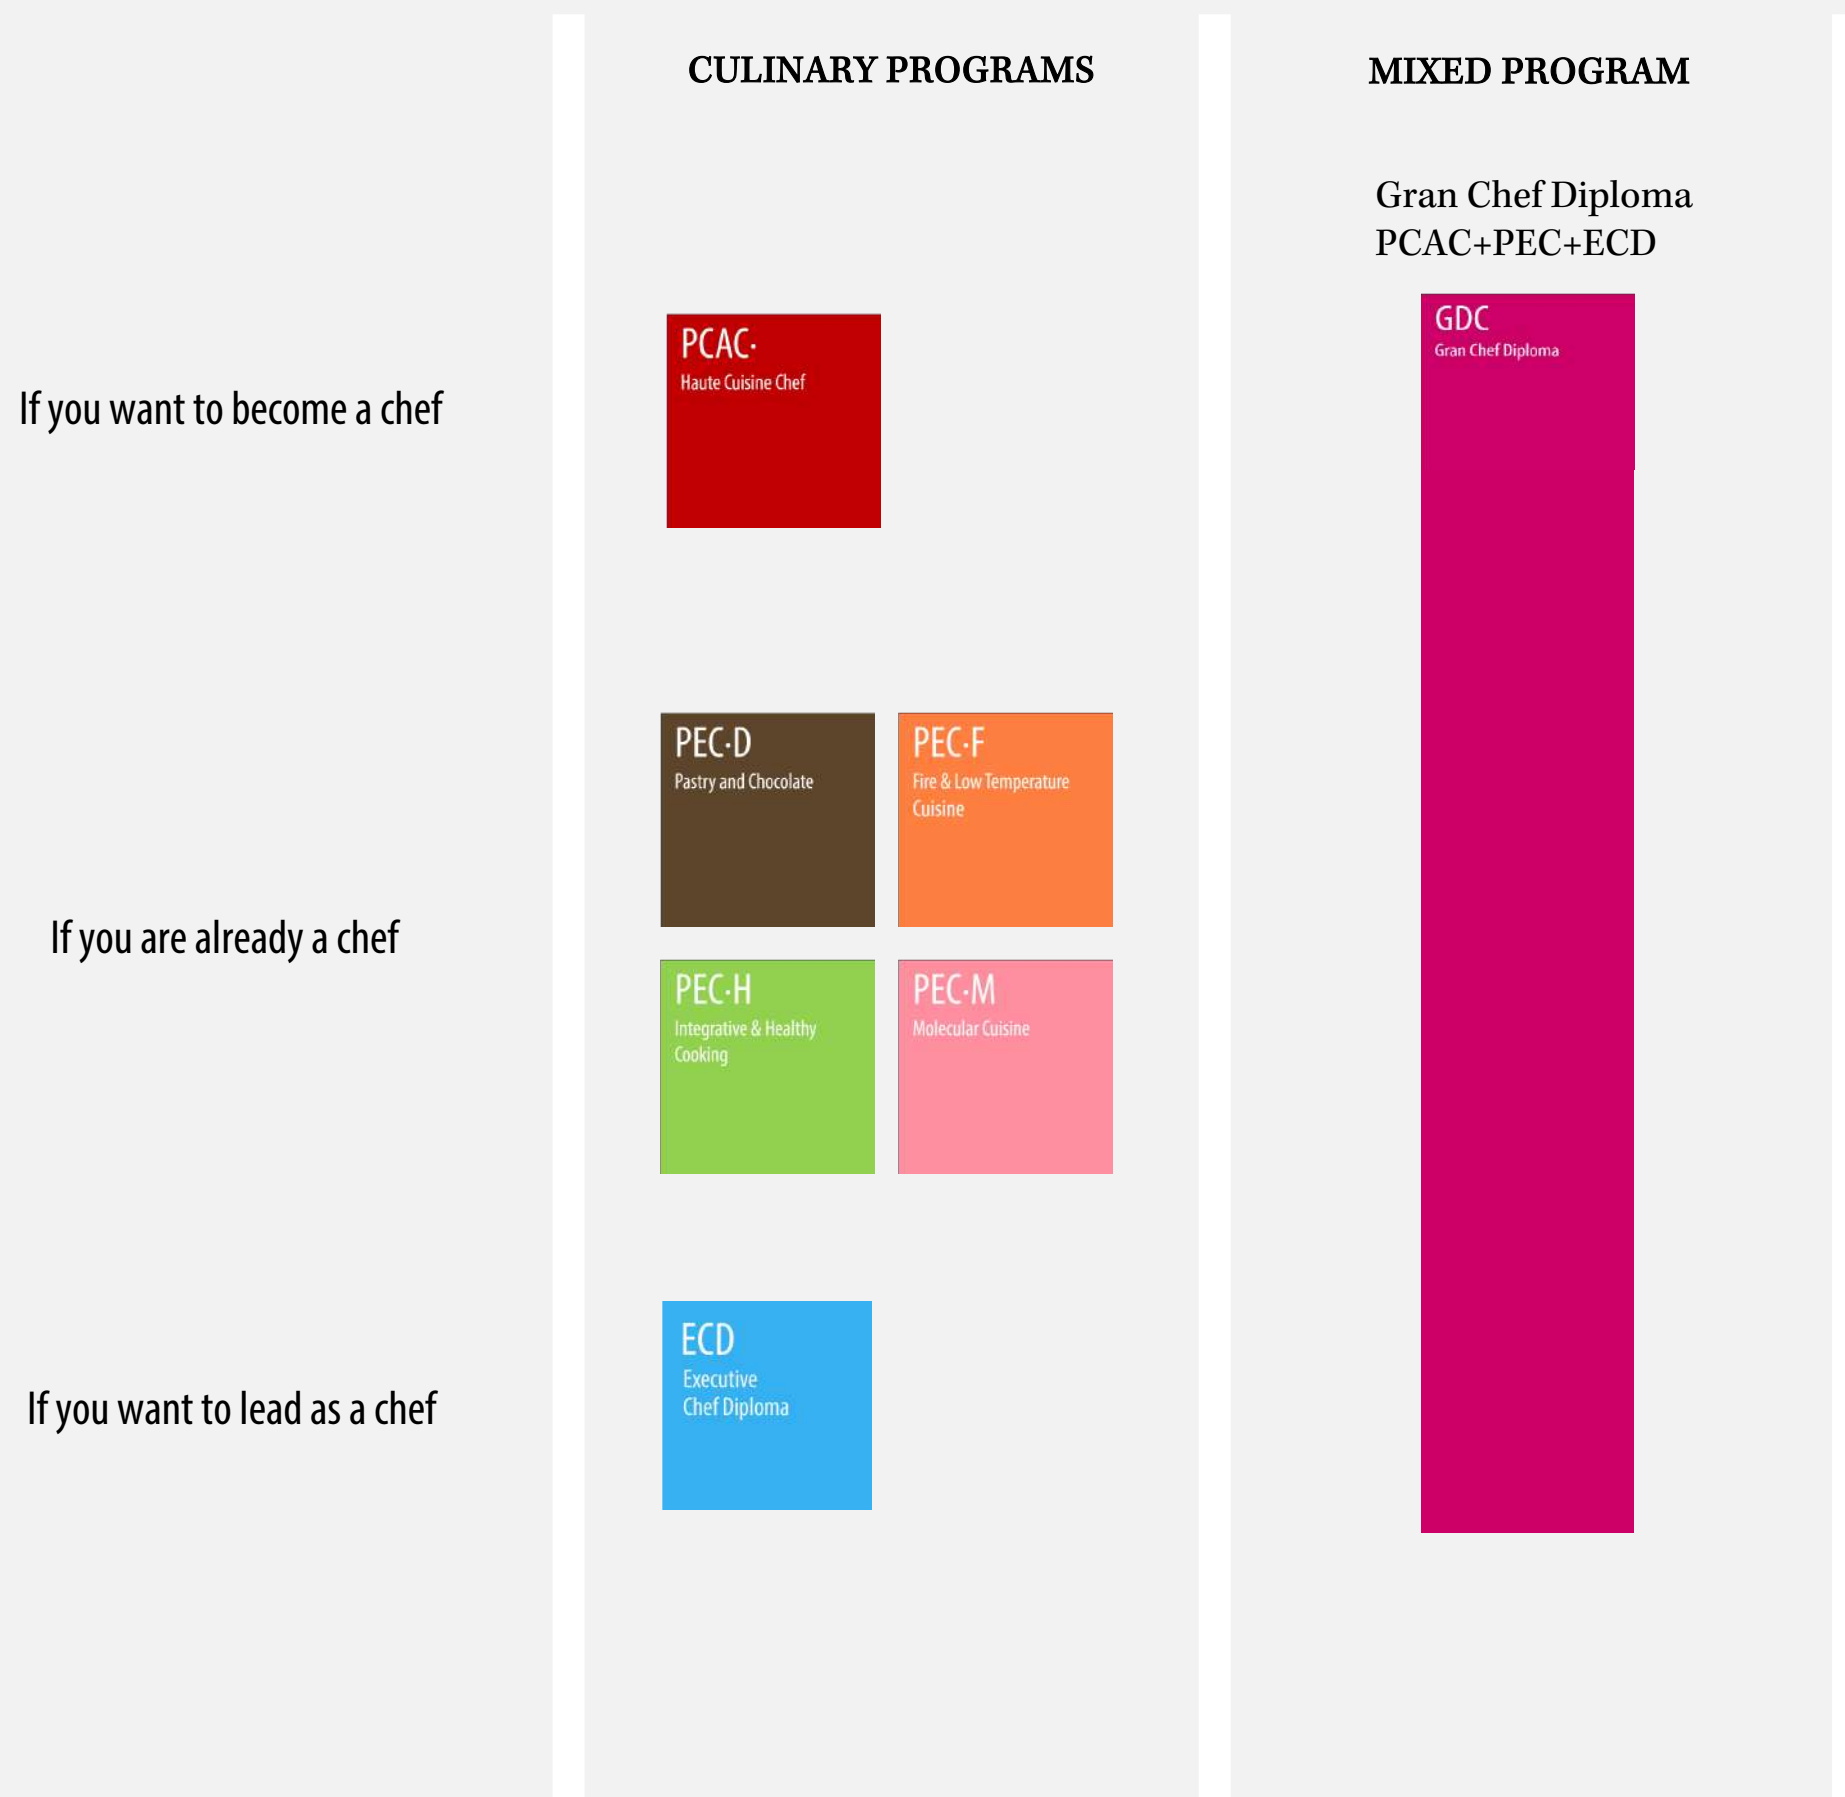 CULINARY PROGRAMS
MIXED PROGRAM
Gran Chef Diploma
PCAC+PEC+ECD
If you want to become a chef
PCAC·
Haute Cuisine Chef
GDC
Gran Chef Diploma
If you are already a chef
PEC·D
Pastry and Chocolate
PEC·F
Fire & Low Temperature
Cuisine
PEC·H
Integrative & Healthy
Cooking
PEC·M
Molecular Cuisine
If you want to lead as a chef
ECD
Executive
Chef Diploma